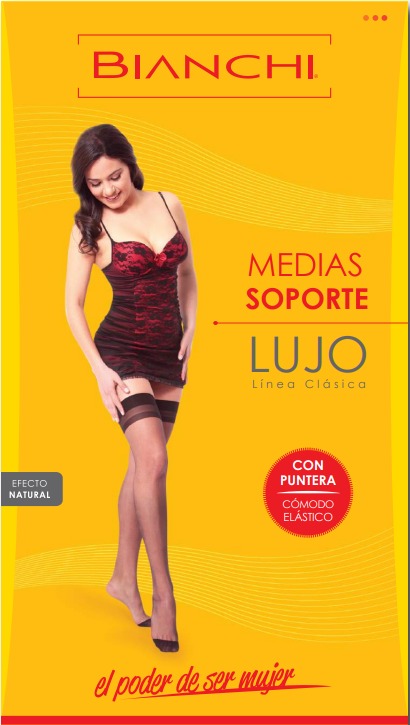 BIANCHI®
MEDIAS
SOPORTE
LUJO
Línea Clásica
CON
PUNTERA
CÓMODO
ELÁSTICO
EFECTO
NATURAL
el poder de ser mujer